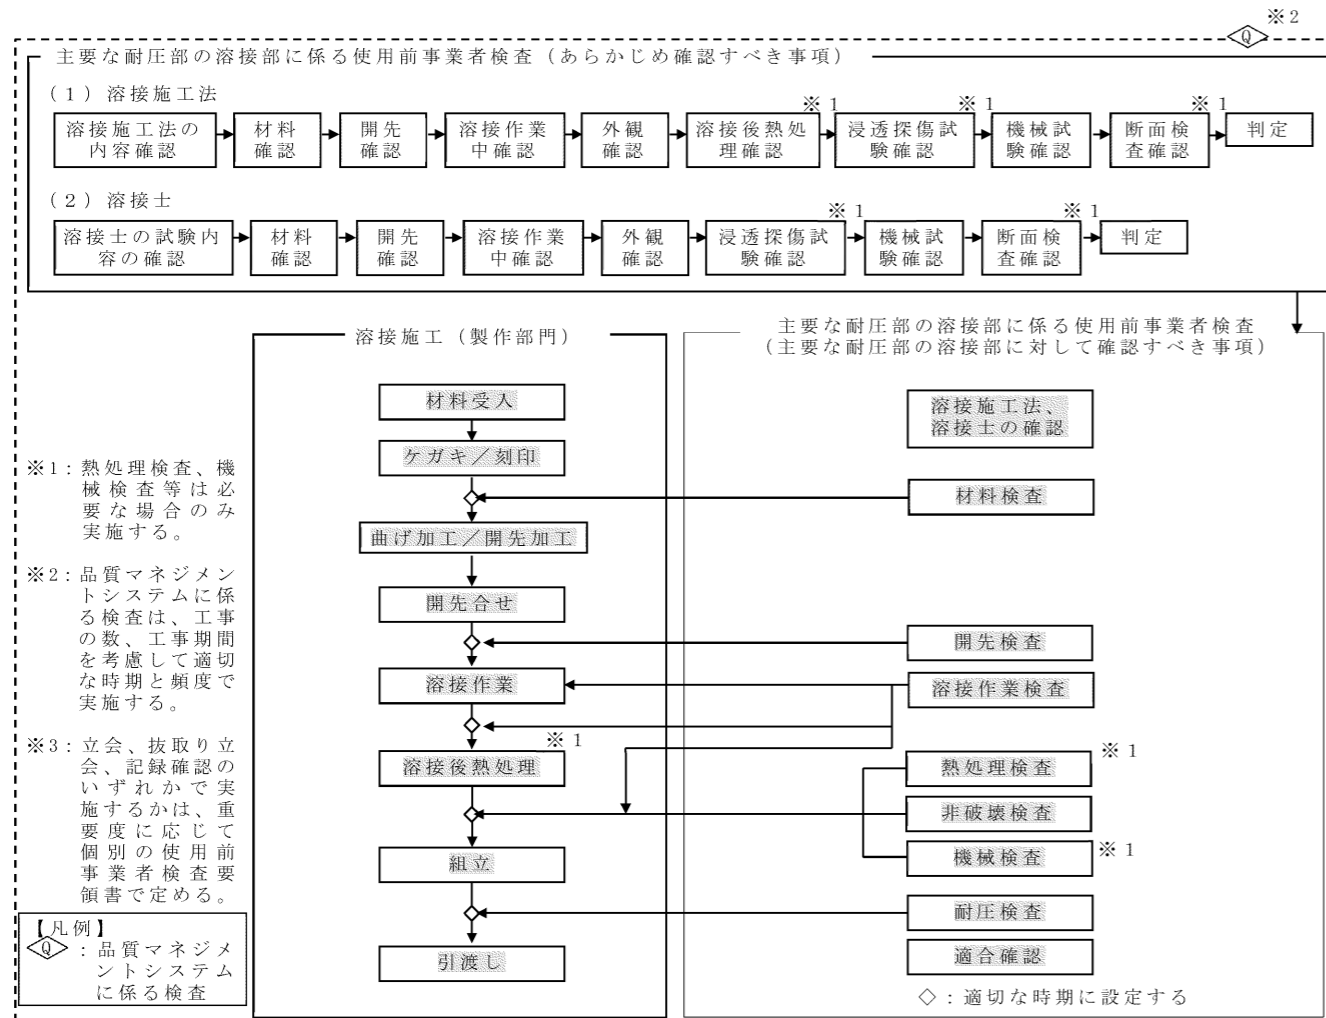 ※2
Q
主要な耐圧部の溶接部に係る使用前事業者検査(あらかじめ確認すべき事項)
(1)溶接施工法
※1
※1
※1
溶接施工法の
内容確認
材料
確認
開先
確認
溶接作業
中確認
外観
確認
溶接後熱処
理確認
浸透探傷試
験確認
機械試
験確認
断面検
査確認
判定
(2)溶接士
※1
※1
溶接士の試験内
容の確認
材料
確認
開先
確認
溶接作業
中確認
外観
確認
浸透探傷試
験確認
機械試
験確認
断面検
査確認
判定
溶接施工(製作部門)
材料受入
ケガキ/刻印
曲げ加工/開先加工
開先合せ
溶接作業
※1
溶接後熱処理
組立
引渡し
主要な耐圧部の溶接部に係る使用前事業者検査
(主要な耐圧部の溶接部に対して確認すべき事項)
溶接施工法、
溶接士の確認
材料検査
開先検査
溶接作業検査
熱処理検査
※1
非破壊検査
機械検査
※1
耐圧検査
適合確認
◇:適切な時期に設定する
※1:熱処理検査、機
械検査等は必
要な場合のみ
実施する。
※2:品質マネジメン
トシステムに係
る検査は、工事
の数、工事期間
を考慮して適切
な時期と頻度で
実施する。
※3:立会、抜取り立
会、記録確認の
いずれかで実
施するかは、重
要度に応じて
個別の使用前
事業者検査要
領書で定める。
【凡例】
Q:品質マネジメ
ントシステム
に係る検査